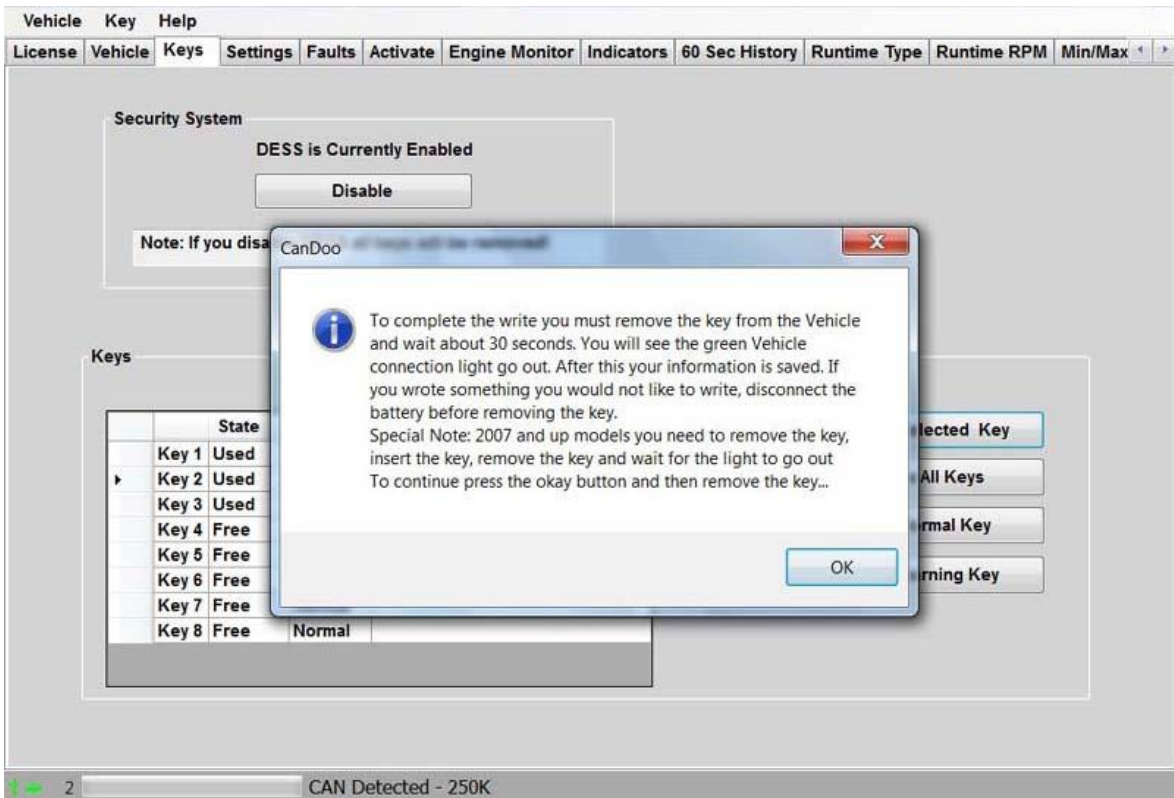 Vehicle Key Help
License Vehicle Keys Settings Faults Activate Engine Monitor Indicators 60 Sec History Runtime Type Runtime RPM Min/Max
Security System
DESS is Currently Enabled
Disable
Note: If you disa
CanDoo
To complete the write you must remove the key from the Vehicle
and wait about 30 seconds. You will see the green Vehicle
connection light go out. After this your information is saved. If
you wrote something you would not like to write, disconnect the
battery before removing the key.
Special Note: 2007 and up models you need to remove the key,
insert the key, remove the key and wait for the light to go out
To continue press the okay button and then remove the key...
OK
Keys
State
Key 1 Used
Key 2 Used
Key 3 Used
Key 4 Free
Key 5 Free
Key 6 Free
Key 7 Free
Key 8 Free Normal
lected Key
All Keys
rmal Key
rning Key
2 CAN Detected - 250K